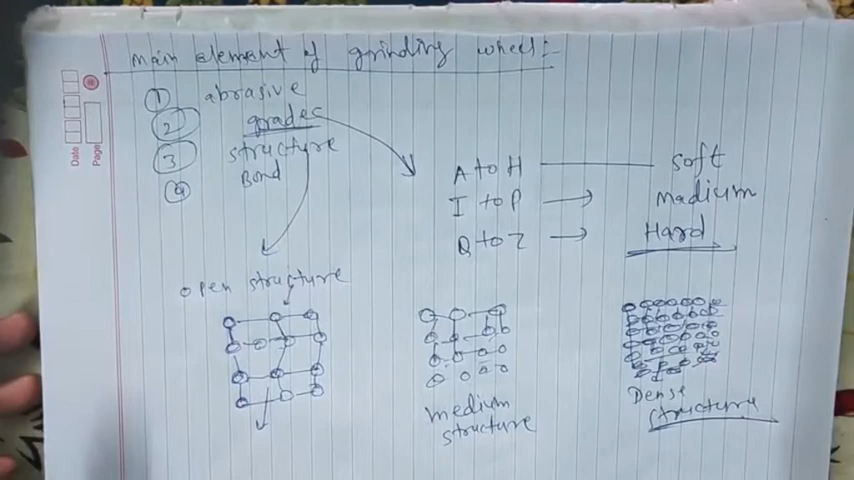 Date
Page
main element of grinding wheel :-
① abrasive
② grades
③ structure
④ Bond
A to H — soft
I to P → Madium
Q to Z → Hard
open structure
medium
structure
Dense
structure